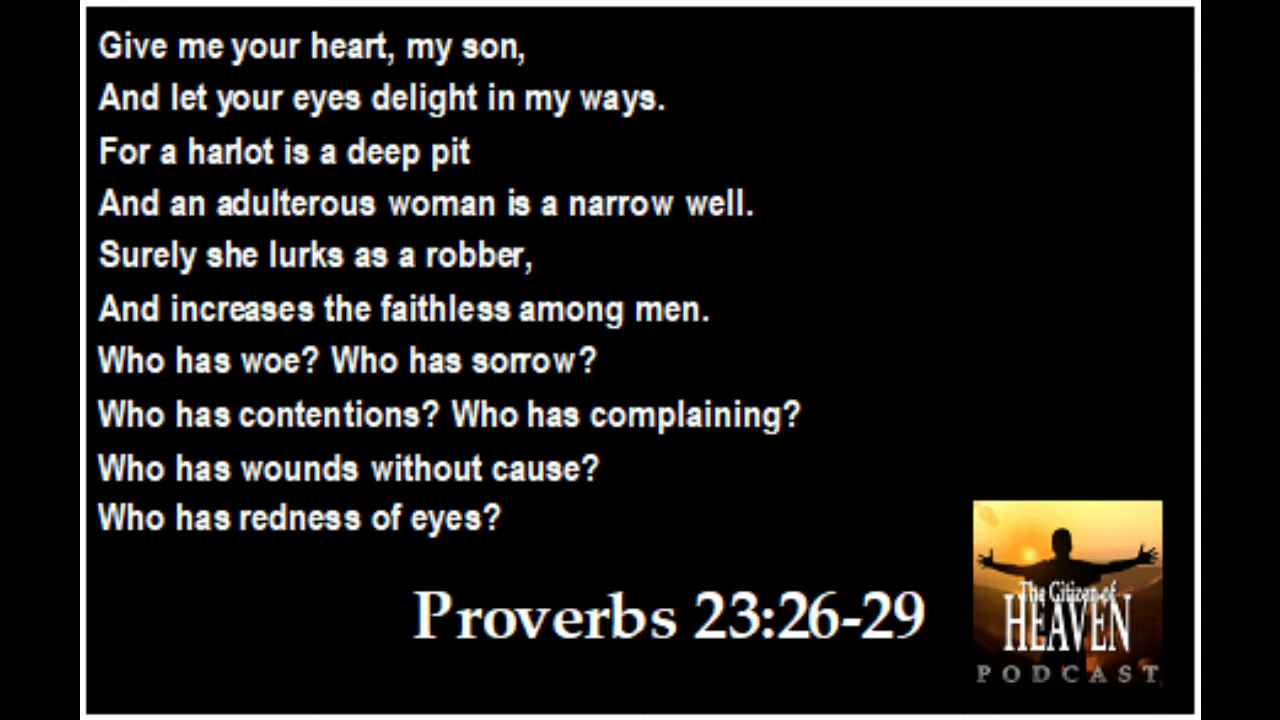 Give me your heart, my son,
And let your eyes delight in my ways.
For a harlot is a deep pit
And an adulterous woman is a narrow well.
Surely she lurks as a robber,
And increases the faithless among men.
Who has woe? Who has sorrow?
Who has contentions? Who has complaining?
Who has wounds without cause?
Who has redness of eyes?
Proverbs 23:26-29
The Citizen of
HEAVEN
PODCAST